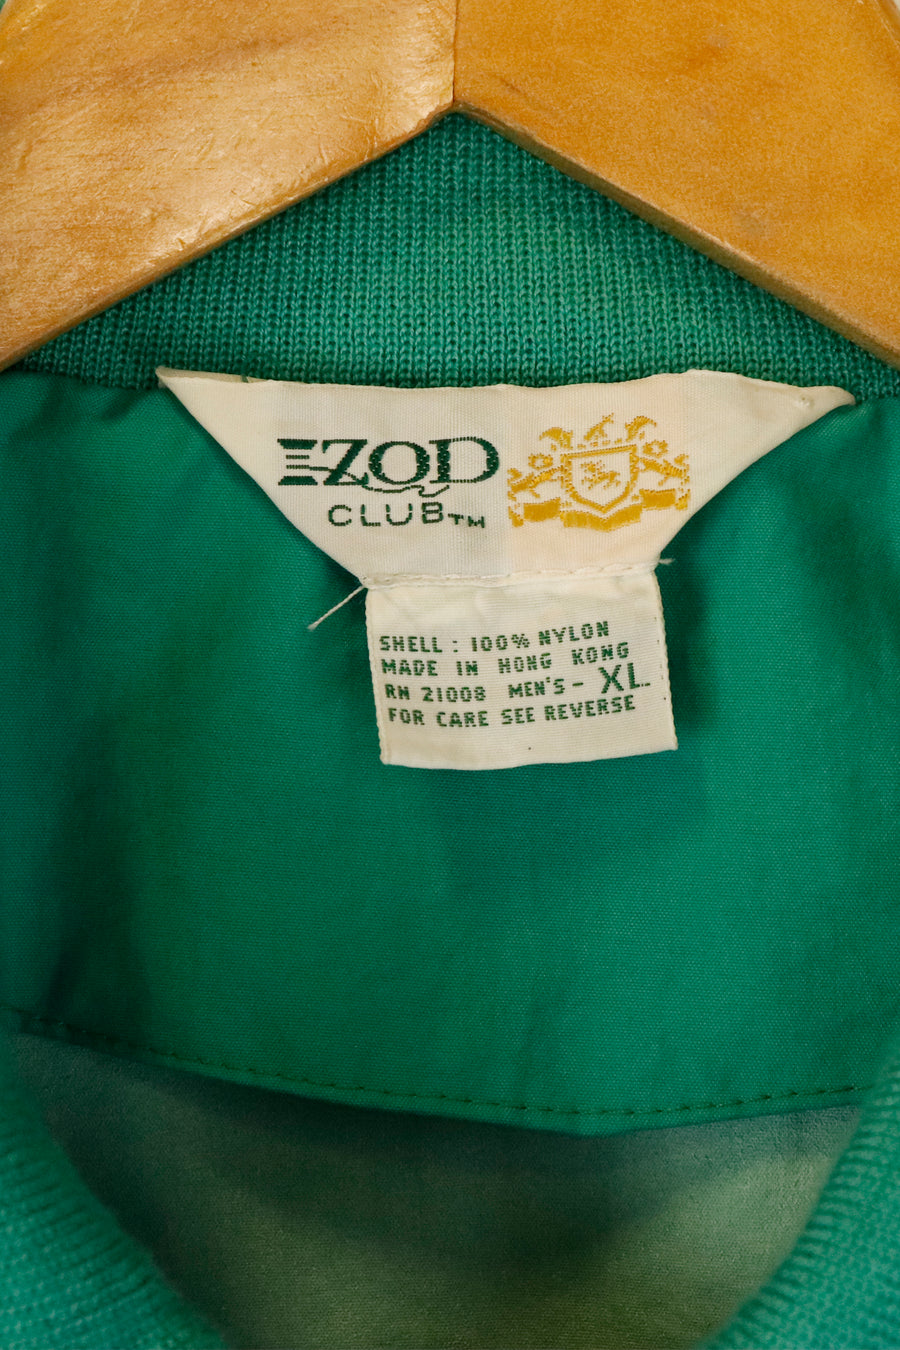 IZOD
CLUB™
SHELL : 100% NYLON
MADE IN HONG KONG
RN 21008 MEN'S - XL
FOR CARE SEE REVERSE